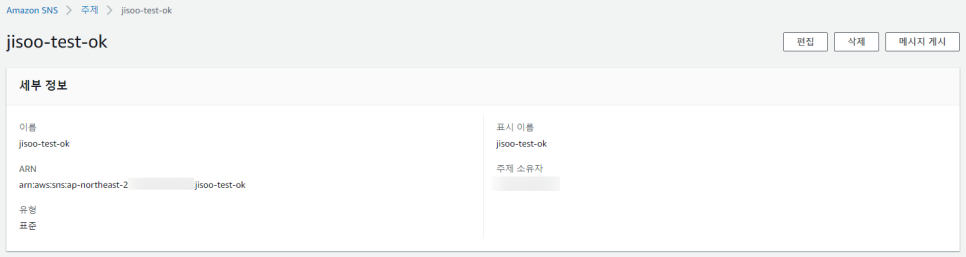 Amazon SNS > 주제 > jisoo-test-ok
jisoo-test-ok
편집 삭제 메시지 게시
세부 정보
이름
jisoo-test-ok
표시 이름
jisoo-test-ok
ARN
arn:aws:sns:ap-northeast-2 jisoo-test-ok
주제 소유자
유형
표준